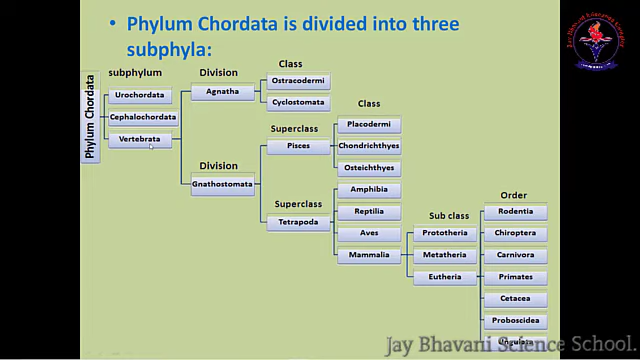 • Phylum Chordata is divided into three
subphyla:
Phylum Chordata
subphylum
Urochordata
Cephalochordata
Vertebrata
Division
Agnatha
Division
Gnathostomata
Class
Ostracodermi
Cyclostomata
Superclass
Pisces
Superclass
Tetrapoda
Class
Placodermi
Chondrichthyes
Osteichthyes
Amphibia
Reptilia
Aves
Mammalia
Sub class
Prototheria
Metatheria
Eutheria
Order
Rodentia
Chiroptera
Carnivora
Primates
Cetacea
Proboscidea
Ungulata
Jay Bhavani Science School.